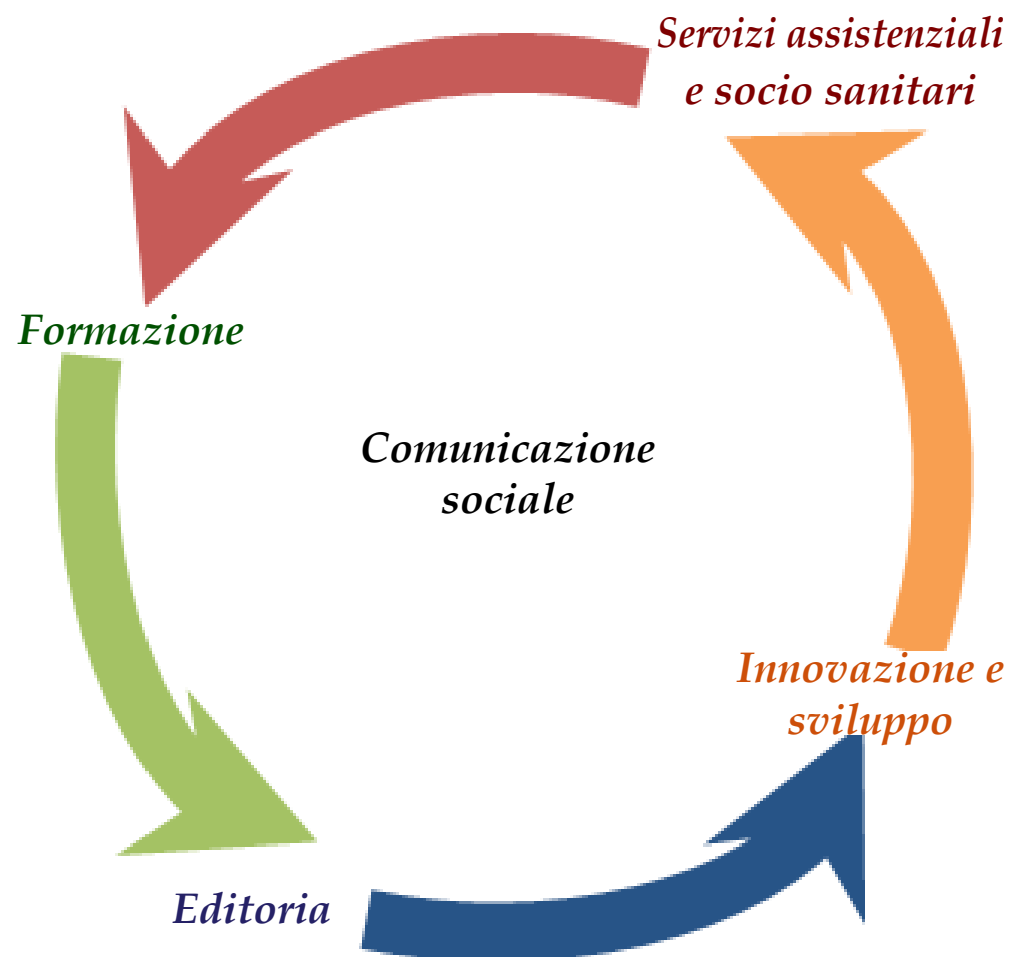 Servizi assistenziali
e socio sanitari
Formazione
Comunicazione
sociale
Innovazione e
sviluppo
Editoria